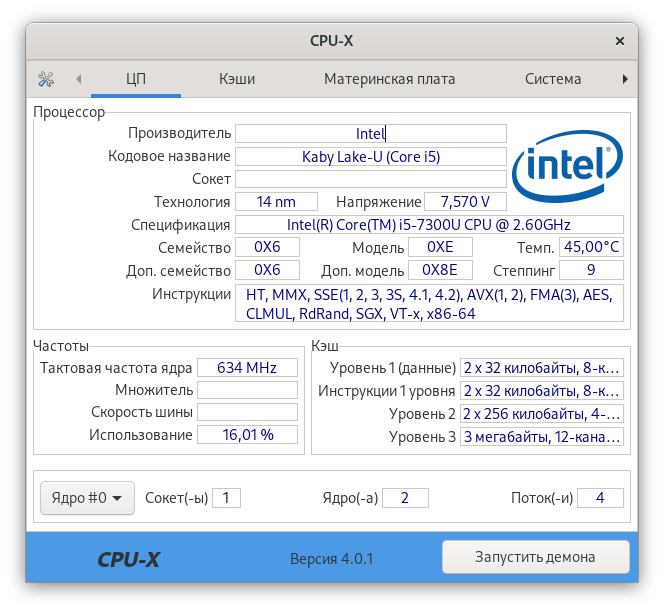 CPU-X
ЦП Кэши Материнская плата Система
Процессор
Производитель Intel
intel
Кодовое название Kaby Lake-U (Core i5)
Сокет
Технология 14 nm Напряжение 7,570 V
Спецификация Intel(R) Core(TM) i5-7300U CPU @ 2.60GHz
Семейство 0X6 Модель 0XE Темп. 45,00°C
Доп. семейство 0X6 Доп. модель 0X8E Степпинг 9
Инструкции HT, MMX, SSE(1, 2, 3, 3S, 4.1, 4.2), AVX(1, 2), FMA(3), AES,
CLMUL, RdRand, SGX, VT-x, x86-64
Частоты
Тактовая частота ядра 634 MHz
Множитель
Скорость шины
Использование 16,01 %
Кэш
Уровень 1 (данные) 2 x 32 килобайты, 8-к...
Инструкции 1 уровня 2 x 32 килобайты, 8-к...
Уровень 2 2 x 256 килобайты, 4-...
Уровень 3 3 мегабайты, 12-кана...
Ядро #0 Сокет(-ы) 1 Ядро(-а) 2 Поток(-и) 4
CPU-X Версия 4.0.1 Запустить демона